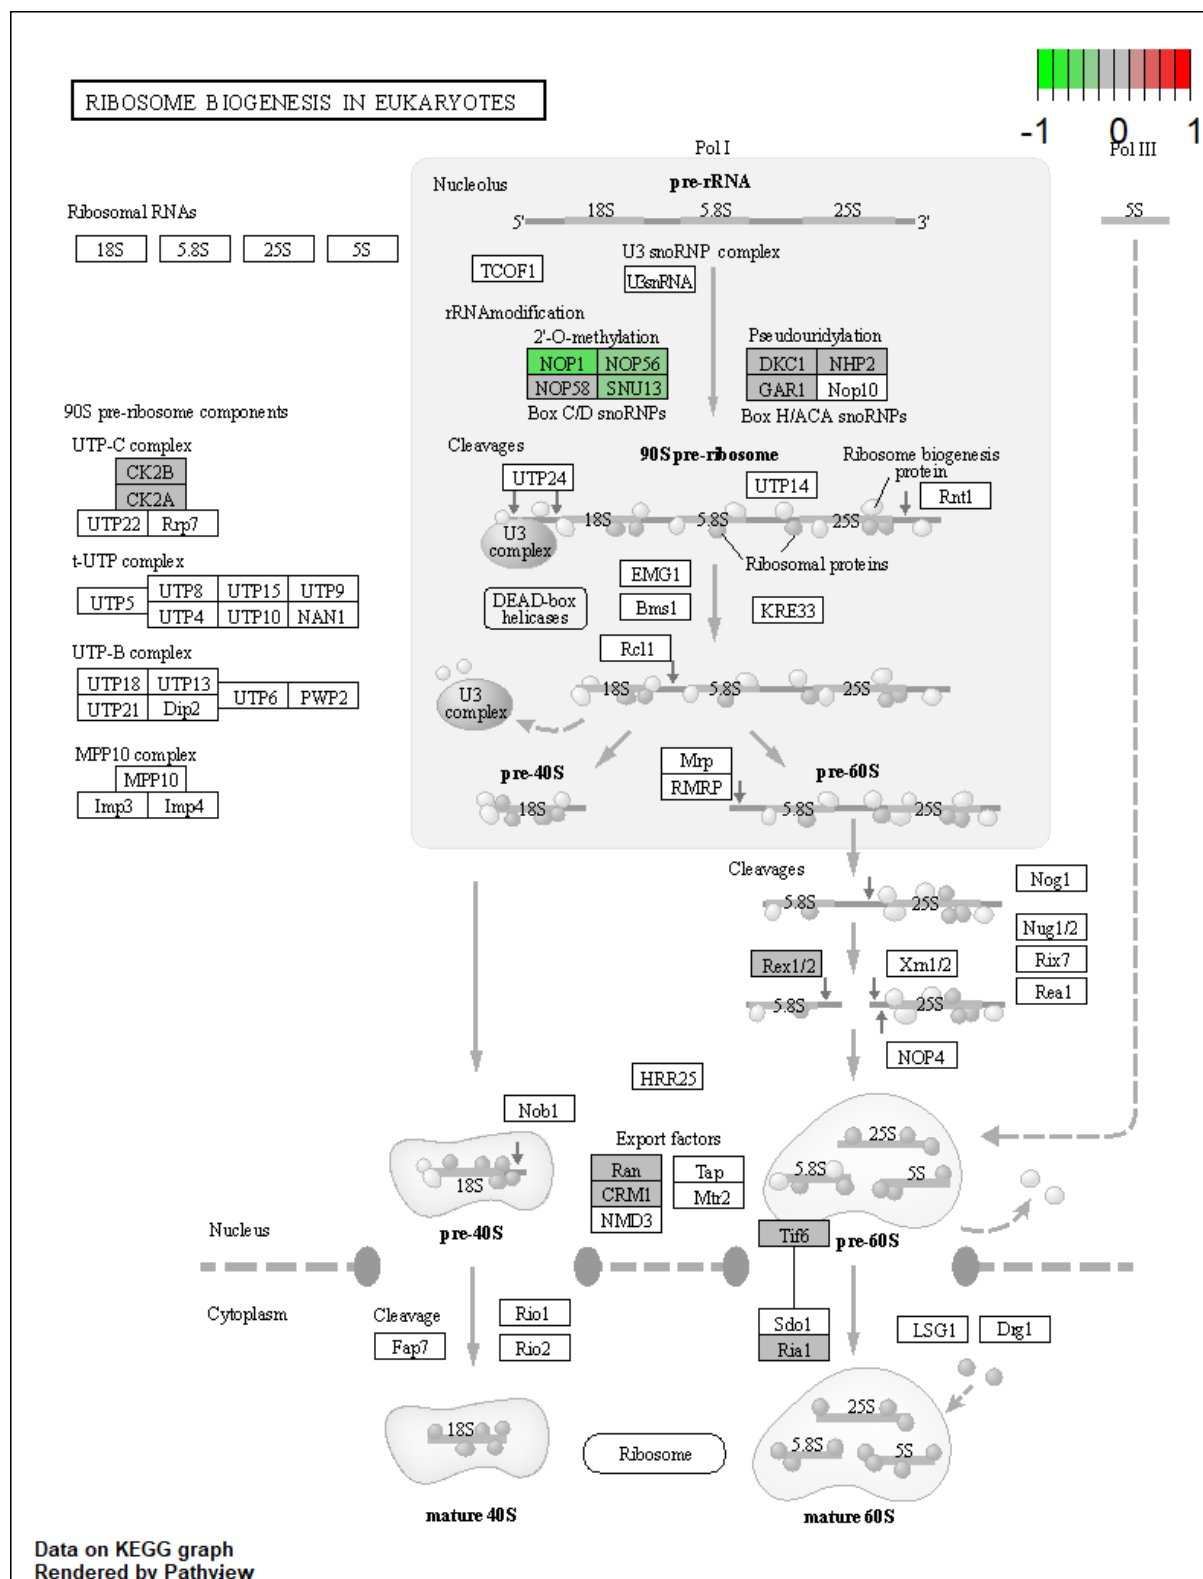 RIBOSOME BIOGENESIS IN EUKARYOTES
-1 0 1
Pol I
Pol III
Nucleolus
pre-rRNA
5' 18S 5.8S 25S 3'
5S
Ribosomal RNAs
18S 5.8S 25S 5S
U3 snoRNP complex
TCOF1
U3snRNA
rRNAmodification
2'-O-methylation
NOP1 NOP56
NOP58 SNU13
Box C/D snoRNPs
Pseudouridylation
DKC1 NHP2
GAR1 Nop10
Box H/ACA snoRNPs
90S pre-ribosome components
UTP-C complex
CK2B
CK2A
UTP22 Rrp7
t-UTP complex
UTP5
UTP8 UTP15 UTP9
UTP4 UTP10 NAN1
UTP-B complex
UTP18 UTP13
UTP21 Dip2
UTP6 PWP2
MPP10 complex
MPP10
Imp3 Imp4
Cleavages
90S pre-ribosome
Ribosome biogenesis
protein
UTP24
UTP14
Rnt1
18S 5.8S 25S
U3
complex
Ribosomal proteins
EMG1
Bms1
DEAD-box
helicases
KRE33
Rcl1
18S 5.8S 25S
U3
complex
pre-40S
Mrp
RMRP
pre-60S
18S
5.8S 25S
Cleavages
Nog1
5.8S 25S
Nug1/2
Rex1/2
Xrn1/2
Rix7
Rea1
5.8S 25S
NOP4
HRR25
Nob1
Export factors
Ran
CRM1
NMD3
Tap
Mtr2
18S
25S
5.8S 5S
pre-40S
Tif6
pre-60S
Nucleus
Cytoplasm
Cleavage
Fap7
Rio1
Rio2
Sdo1
Ria1
LSG1
Drg1
18S
25S
5.8S 5S
Ribosome
mature 40S
mature 60S
Data on KEGG graph
Rendered by Pathview